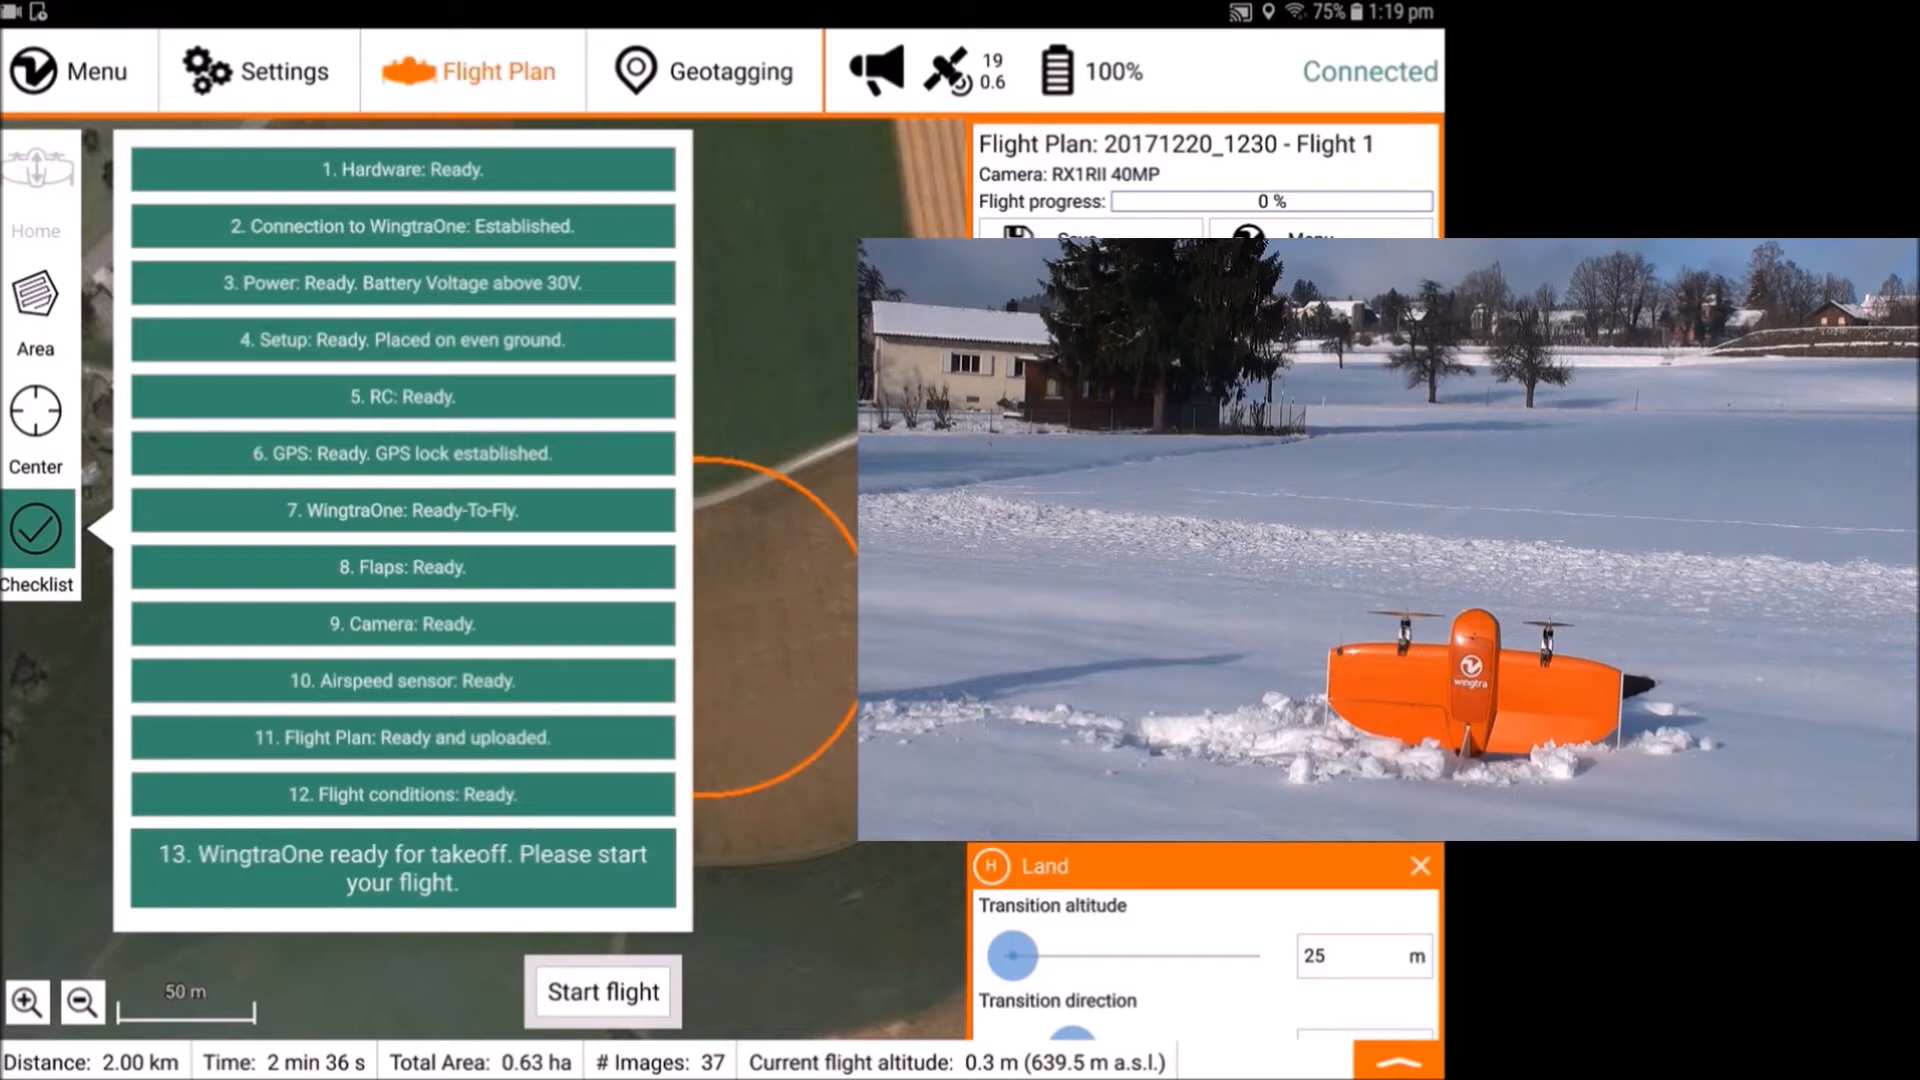 75% 1:19 pm
Menu
Settings
Flight Plan
Geotagging
19
0.6
100%
Connected
Home
Area
Center
Checklist
1. Hardware: Ready.
2. Connection to WingtraOne: Established.
3. Power: Ready. Battery Voltage above 30V.
4. Setup: Ready. Placed on even ground.
5. RC: Ready.
6. GPS: Ready. GPS lock established.
7. WingtraOne: Ready-To-Fly.
8. Flaps: Ready.
9. Camera: Ready.
10. Airspeed sensor: Ready.
11. Flight Plan: Ready and uploaded.
12. Flight conditions: Ready.
13. WingtraOne ready for takeoff. Please start
your flight.
Flight Plan: 20171220_1230 - Flight 1
Camera: RX1RII 40MP
Flight progress: 0 %
Save
Menu
wingtra
H Land
Transition altitude
25 m
Transition direction
50 m
Start flight
Distance: 2.00 km
Time: 2 min 36 s
Total Area: 0.63 ha
# Images: 37
Current flight altitude: 0.3 m (639.5 m a.s.l.)